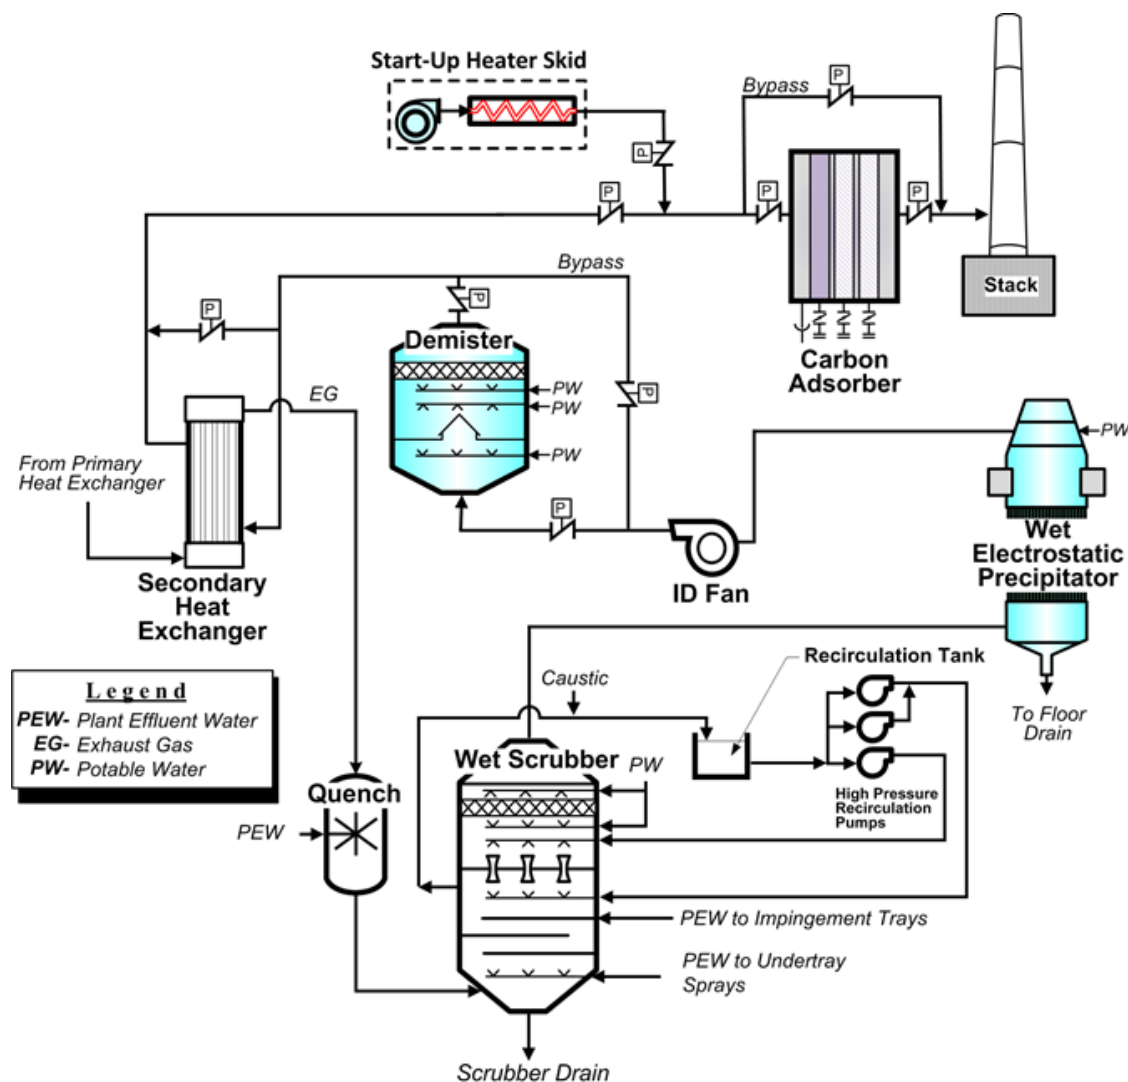 Start-Up Heater Skid
Bypass
P
P
P
P
P
Stack
Carbon
Adsorber
Bypass
P
P
Demister
PW
PW
PW
P
P
EG
From Primary
Heat Exchanger
Secondary
Heat
Exchanger
ID Fan
PW
Wet
Electrostatic
Precipitator
To Floor
Drain
Legend
PEW- Plant Effluent Water
EG- Exhaust Gas
PW- Potable Water
Caustic
Recirculation Tank
High Pressure
Recirculation
Pumps
Quench
PEW
Wet Scrubber
PW
PEW to Impingement Trays
PEW to Undertray
Sprays
Scrubber Drain